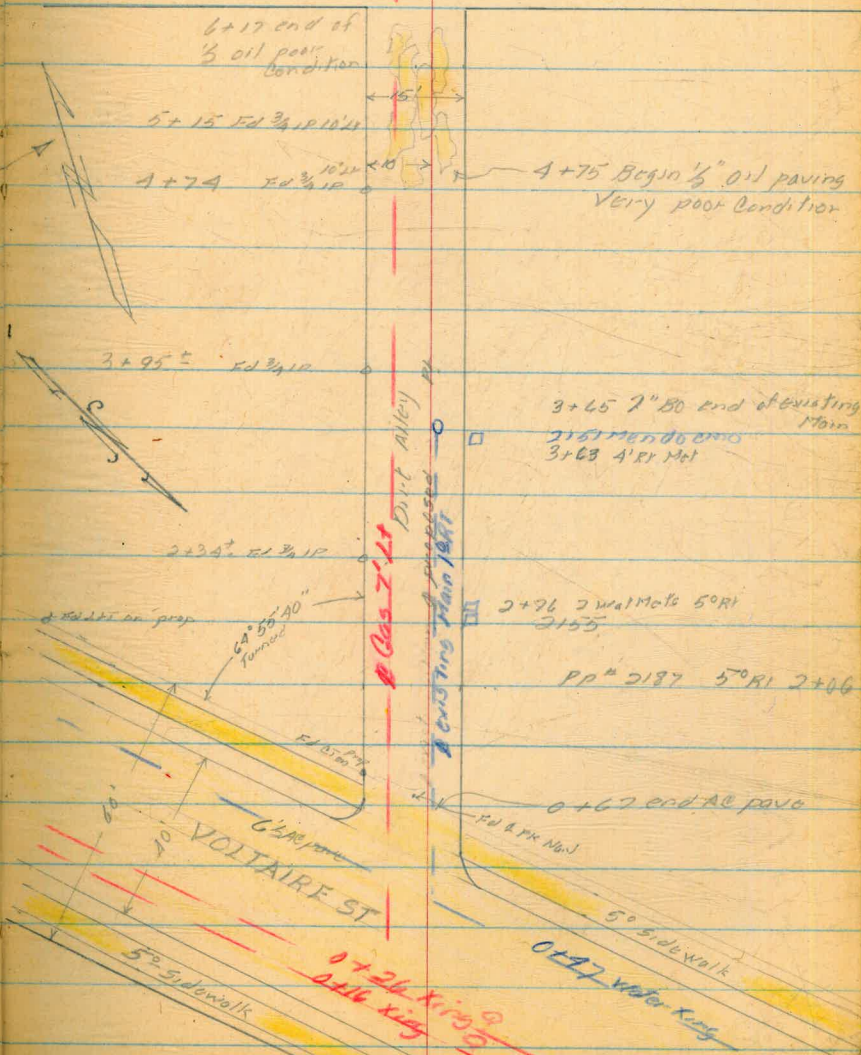 6+17 end of
½" oil poor
Condition
15'
5+15 Fd ¾ IP 10' Lt
10' Lt
4+74 Fd ¾ IP
10
4+75 Begin ½" oil paving
Very poor Condition
3+95 ± Fd ¾ IP
3+65 2" BO end of existing
Main
2151 Mendocino
3+63 4' Rt Met
Dirt Alley
proposed
2+34 ± Fd ¾ IP
Gas 7' Lt
existing Main 1° RT
2+26 2 Wat Mets 5° Rt
2155
64° 55' 40"
Turned
Fd L&T on prop
PP # 2187 5° Rt 2+06
Fd
prop
0+67 end AC pave
Fd PK Nail
60'
40'
6" AC pave
VOLTAIRE ST
5° Sidewalk
5° Sidewalk
0+47 Water Xing
0+26 Xing G
0+16 Xing G